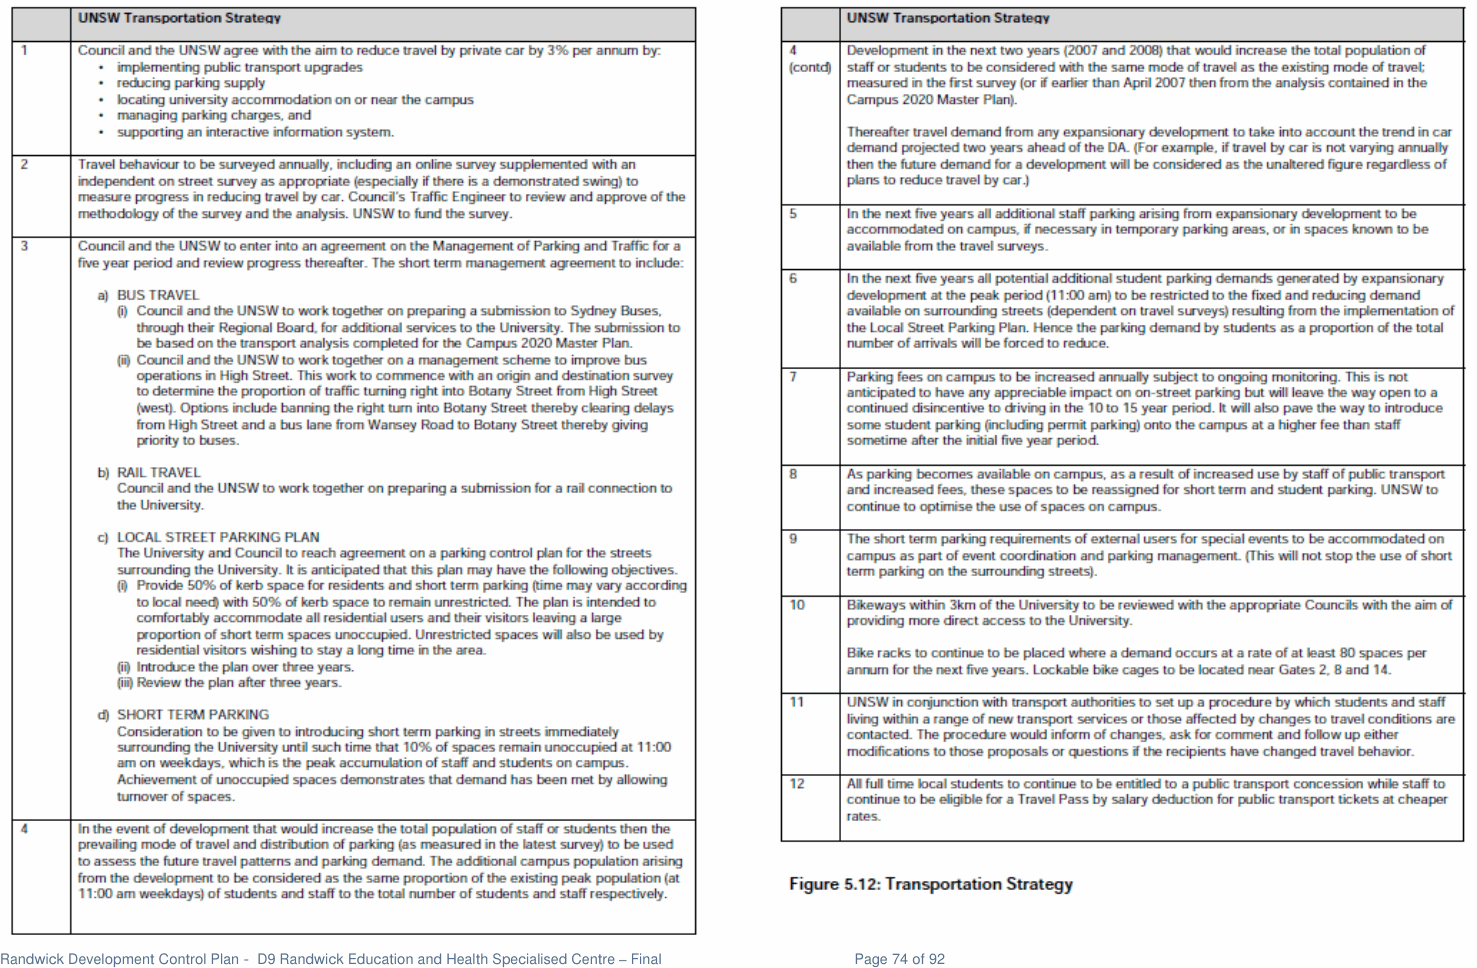 UNSW Transportation Strategy
1 Council and the UNSW agree with the aim to reduce travel by private car by 3% per annum by:
• implementing public transport upgrades
• reducing parking supply
• locating university accommodation on or near the campus
• managing parking charges, and
• supporting an interactive information system.
2 Travel behaviour to be surveyed annually, including an online survey supplemented with an
independent on street survey as appropriate (especially if there is a demonstrated swing) to
measure progress in reducing travel by car. Council's Traffic Engineer to review and approve of the
methodology of the survey and the analysis. UNSW to fund the survey.
3 Council and the UNSW to enter into an agreement on the Management of Parking and Traffic for a
five year period and review progress thereafter. The short term management agreement to include:
a) BUS TRAVEL
(i) Council and the UNSW to work together on preparing a submission to Sydney Buses,
through their Regional Board, for additional services to the University. The submission to
be based on the transport analysis completed for the Campus 2020 Master Plan.
(ii) Council and the UNSW to work together on a management scheme to improve bus
operations in High Street. This work to commence with an origin and destination survey
to determine the proportion of traffic turning right into Botany Street from High Street
(west). Options include banning the right turn into Botany Street thereby clearing delays
from High Street and a bus lane from Wansey Road to Botany Street thereby giving
priority to buses.
b) RAIL TRAVEL
Council and the UNSW to work together on preparing a submission for a rail connection to
the University.
c) LOCAL STREET PARKING PLAN
The University and Council to reach agreement on a parking control plan for the streets
surrounding the University. It is anticipated that this plan may have the following objectives.
(i) Provide 50% of kerb space for residents and short term parking (time may vary according
to local need) with 50% of kerb space to remain unrestricted. The plan is intended to
comfortably accommodate all residential users and their visitors leaving a large
proportion of short term spaces unoccupied. Unrestricted spaces will also be used by
residential visitors wishing to stay a long time in the area.
(ii) Introduce the plan over three years.
(iii) Review the plan after three years.
d) SHORT TERM PARKING
Consideration to be given to introducing short term parking in streets immediately
surrounding the University until such time that 10% of spaces remain unoccupied at 11:00
am on weekdays, which is the peak accumulation of staff and students on campus.
Achievement of unoccupied spaces demonstrates that demand has been met by allowing
turnover of spaces.
4 In the event of development that would increase the total population of staff or students then the
prevailing mode of travel and distribution of parking (as measured in the latest survey) to be used
to assess the future travel patterns and parking demand. The additional campus population arising
from the development to be considered as the same proportion of the existing peak population (at
11:00 am weekdays) of students and staff to the total number of students and staff respectively.
UNSW Transportation Strategy
4 Development in the next two years (2007 and 2008) that would increase the total population of
(contd) staff or students to be considered with the same mode of travel as the existing mode of travel;
measured in the first survey (or if earlier than April 2007 then from the analysis contained in the
Campus 2020 Master Plan).
Thereafter travel demand from any expansionary development to take into account the trend in car
demand projected two years ahead of the DA. (For example, if travel by car is not varying annually
then the future demand for a development will be considered as the unaltered figure regardless of
plans to reduce travel by car.)
5 In the next five years all additional staff parking arising from expansionary development to be
accommodated on campus, if necessary in temporary parking areas, or in spaces known to be
available from the travel surveys.
6 In the next five years all potential additional student parking demands generated by expansionary
development at the peak period (11:00 am) to be restricted to the fixed and reducing demand
available on surrounding streets (dependent on travel surveys) resulting from the implementation of
the Local Street Parking Plan. Hence the parking demand by students as a proportion of the total
number of arrivals will be forced to reduce.
7 Parking fees on campus to be increased annually subject to ongoing monitoring. This is not
anticipated to have any appreciable impact on on-street parking but will leave the way open to a
continued disincentive to driving in the 10 to 15 year period. It will also pave the way to introduce
some student parking (including permit parking) onto the campus at a higher fee than staff
sometime after the initial five year period.
8 As parking becomes available on campus, as a result of increased use by staff of public transport
and increased fees, these spaces to be reassigned for short term and student parking. UNSW to
continue to optimise the use of spaces on campus.
9 The short term parking requirements of external users for special events to be accommodated on
campus as part of event coordination and parking management. (This will not stop the use of short
term parking on the surrounding streets).
10 Bikeways within 3km of the University to be reviewed with the appropriate Councils with the aim of
providing more direct access to the University.
Bike racks to continue to be placed where a demand occurs at a rate of at least 80 spaces per
annum for the next five years. Lockable bike cages to be located near Gates 2, 8 and 14.
11 UNSW in conjunction with transport authorities to set up a procedure by which students and staff
living within a range of new transport services or those affected by changes to travel conditions are
contacted. The procedure would inform of changes, ask for comment and follow up either
modifications to those proposals or questions if the recipients have changed travel behavior.
12 All full time local students to continue to be entitled to a public transport concession while staff to
continue to be eligible for a Travel Pass by salary deduction for public transport tickets at cheaper
rates.
Figure 5.12: Transportation Strategy
Randwick Development Control Plan - D9 Randwick Education and Health Specialised Centre – Final Page 74 of 92